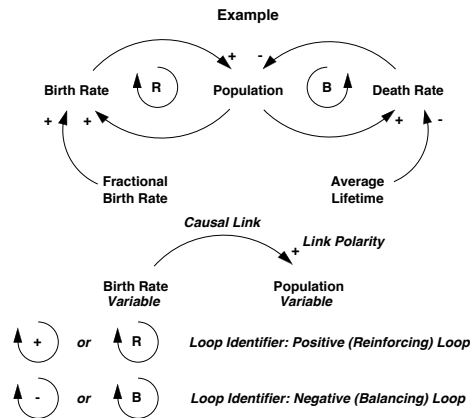 Example
+ -
R B
Birth Rate Population Death Rate
+ + + -
Fractional
Birth Rate
Average
Lifetime
Causal Link
+ Link Polarity
Birth Rate
Variable
Population
Variable
+ or R Loop Identifier: Positive (Reinforcing) Loop
- or B Loop Identifier: Negative (Balancing) Loop